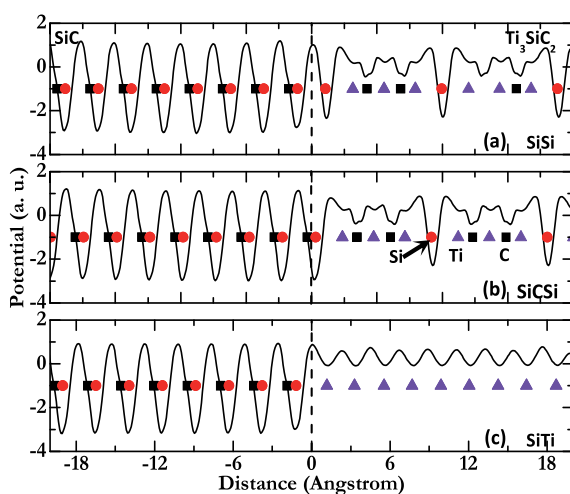 SiC
Ti₃SiC₂
2
0
-2
-4
(a)
SiSi
2
0
-2
-4
Si
Ti
C
(b)
SiCSi
2
0
-2
-4
(c)
SiTi
-18
-12
-6
0
6
12
18
Potential (a. u.)
Distance (Angstrom)